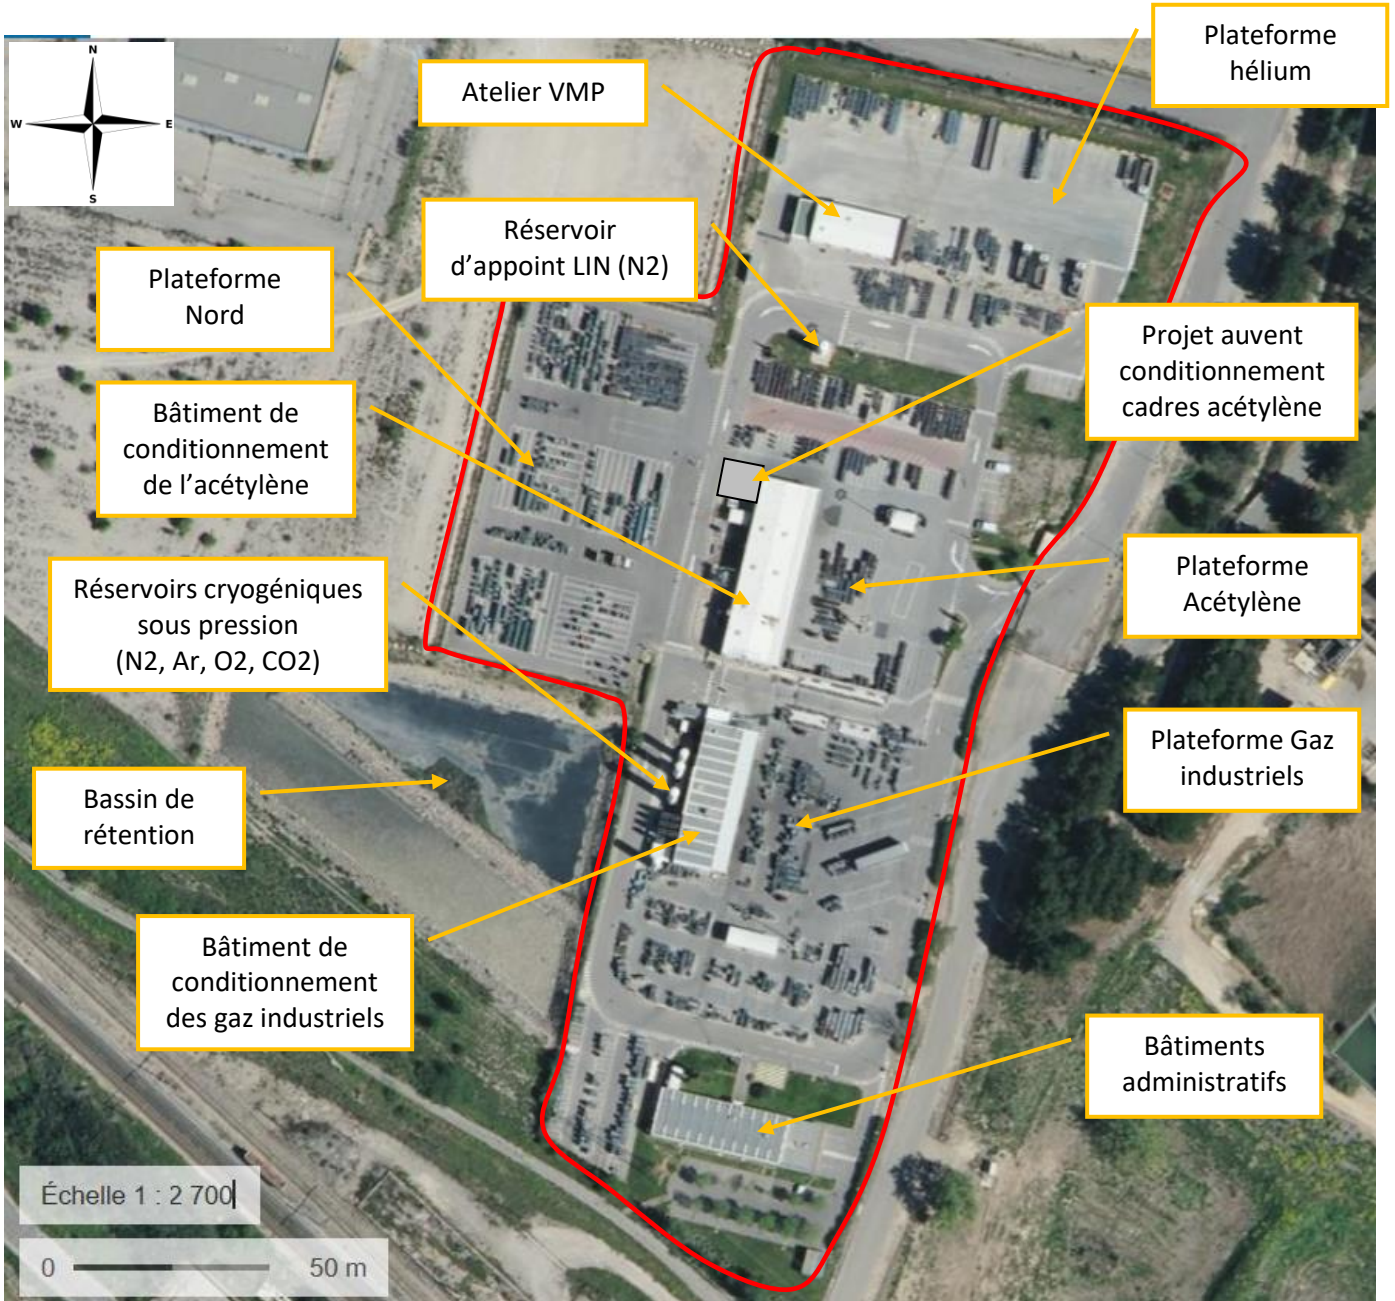 N
W
E
S
Plateforme
hélium
Atelier VMP
Réservoir
d’appoint LIN (N2)
Plateforme
Nord
Projet auvent
conditionnement
cadres acétylène
Bâtiment de
conditionnement
de l’acétylène
Plateforme
Acétylène
Réservoirs cryogéniques
sous pression
(N2, Ar, O2, CO2)
Plateforme Gaz
industriels
Bassin de
rétention
Bâtiment de
conditionnement
des gaz industriels
Bâtiments
administratifs
Échelle 1 : 2 700
0
50 m